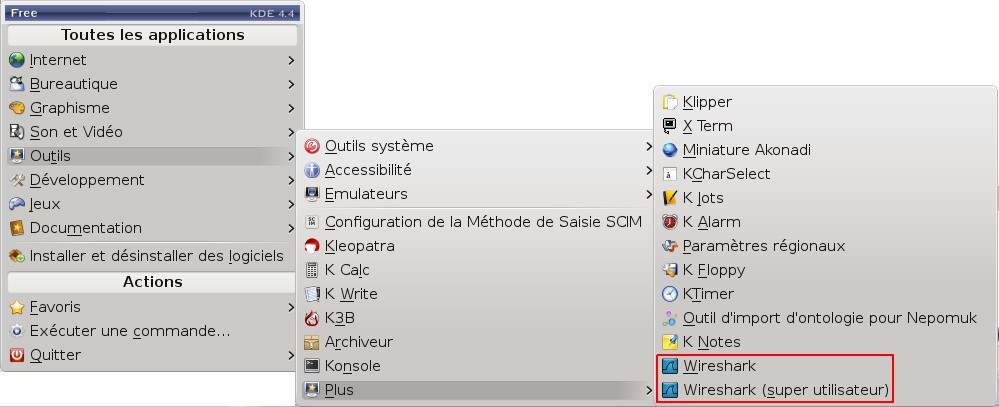 Free KDE 4.4
Toutes les applications
Internet
Bureautique
Graphisme
Son et Vidéo
Outils
Développement
Jeux
Documentation
Installer et désinstaller des logiciels
Actions
Favoris
Exécuter une commande...
Quitter
Outils système
Accessibilité
Emulateurs
Configuration de la Méthode de Saisie SCIM
Kleopatra
K Calc
K Write
K3B
Archiveur
Konsole
Plus
Klipper
X Term
Miniature Akonadi
KCharSelect
K Jots
K Alarm
Paramètres régionaux
K Floppy
KTimer
Outil d'import d'ontologie pour Nepomuk
K Notes
Wireshark
Wireshark (super utilisateur)